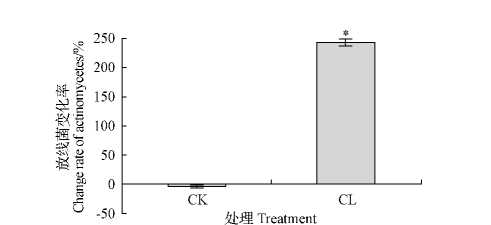 放线菌变化率
Change rate of actinomycetes/%
250
200
150
100
50
0
-50
*
CK
CL
处理 Treatment